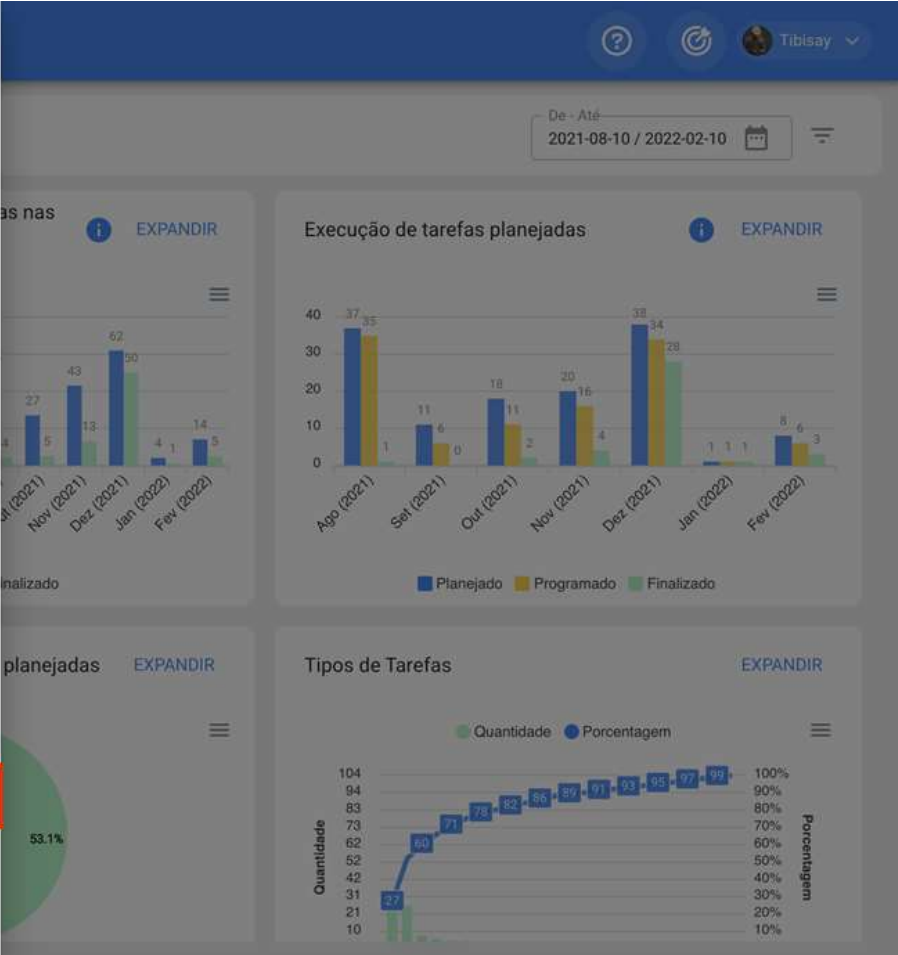 Tibisay
De - Até
2021-08-10 / 2022-02-10
as nas
EXPANDIR
62
50
43
27
13
4
5
4
1
14
5
Nov (2021)
Dez (2021)
Jan (2022)
Fev (2022)
inalizado
Execução de tarefas planejadas
EXPANDIR
40
30
20
10
0
37
35
1
11
6
0
18
11
2
20
16
4
38
34
28
1
1
1
8
6
3
Ago (2021)
Set (2021)
Out (2021)
Nov (2021)
Dez (2021)
Jan (2022)
Fev (2022)
Planejado Programado Finalizado
planejadas
EXPANDIR
53.1%
Tipos de Tarefas
EXPANDIR
Quantidade Porcentagem
104
94
83
73
62
52
42
31
21
10
Quantidade
27
60
71
78
82
86
89
91
93
95
97
99
100%
90%
80%
70%
60%
50%
40%
30%
20%
10%
Porcentagem